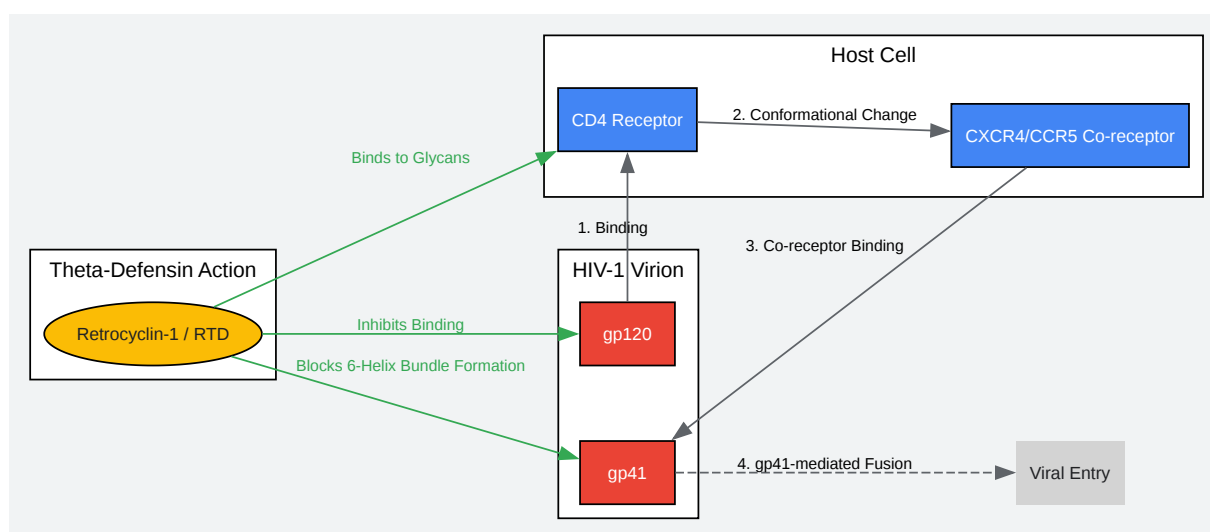 Host Cell
CD4 Receptor
2. Conformational Change
CXCR4/CCR5 Co-receptor
Binds to Glycans
1. Binding
3. Co-receptor Binding
Theta-Defensin Action
HIV-1 Virion
Retrocyclin-1 / RTD
Inhibits Binding
gp120
Blocks 6-Helix Bundle Formation
gp41
4. gp41-mediated Fusion
Viral Entry